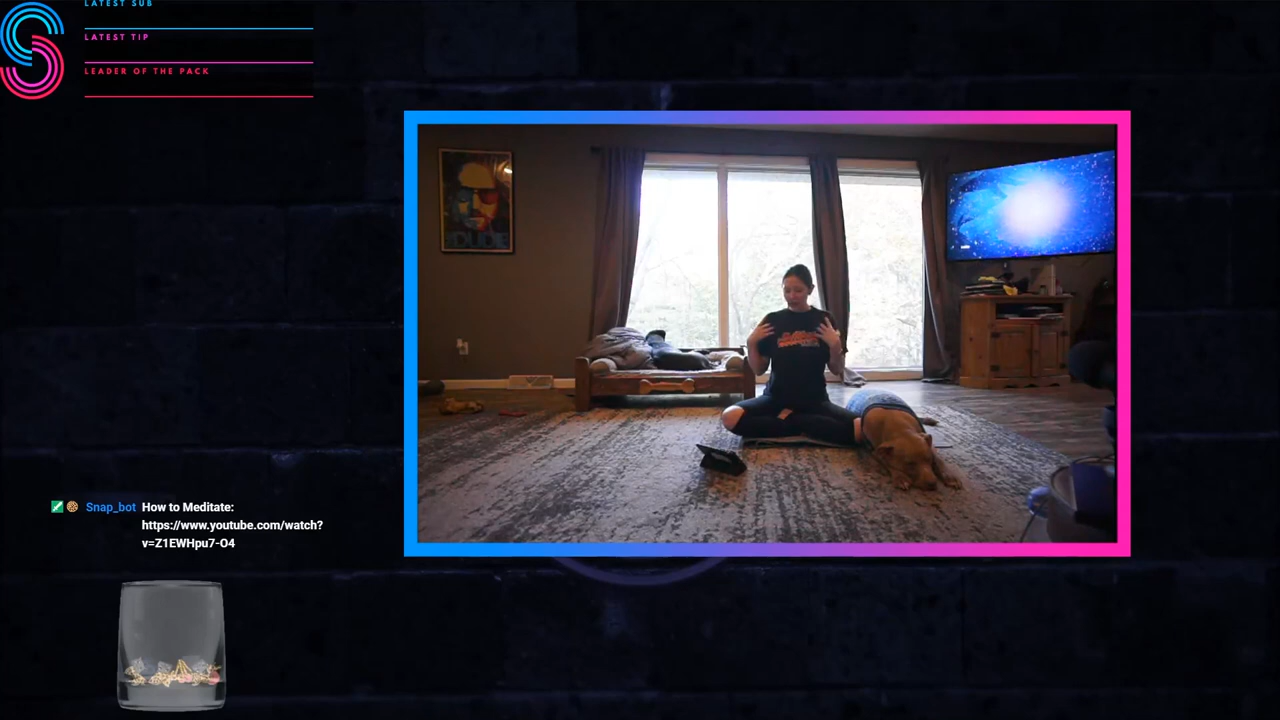 LATEST SUB
LATEST TIP
LEADER OF THE PACK
DUDE
Snap_bot How to Meditate:
https://www.youtube.com/watch?
v=Z1EWHpu7-O4